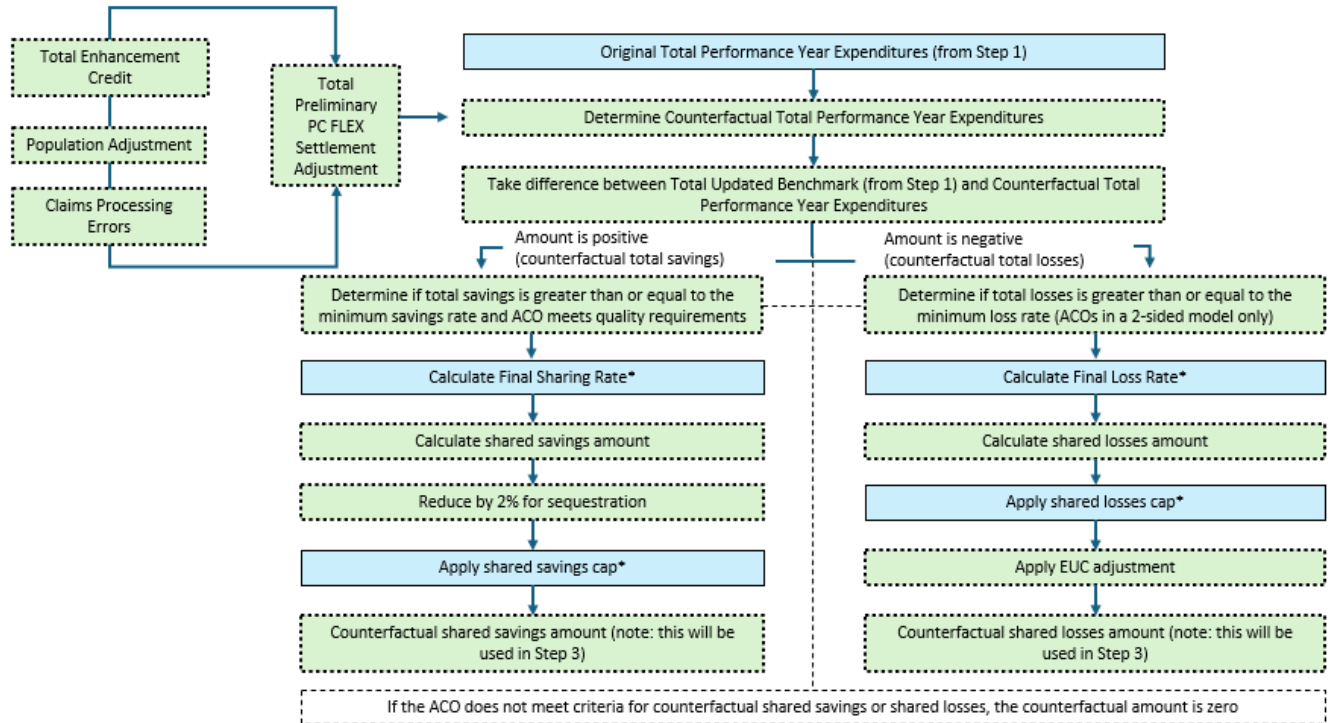 Total Enhancement
Credit
Population Adjustment
Claims Processing
Errors
Total
Preliminary
PC FLEX
Settlement
Adjustment
Original Total Performance Year Expenditures (from Step 1)
Determine Counterfactual Total Performance Year Expenditures
Take difference between Total Updated Benchmark (from Step 1) and Counterfactual Total
Performance Year Expenditures
Amount is positive
(counterfactual total savings)
Amount is negative
(counterfactual total losses)
Determine if total savings is greater than or equal to the
minimum savings rate and ACO meets quality requirements
Calculate Final Sharing Rate*
Calculate shared savings amount
Reduce by 2% for sequestration
Apply shared savings cap*
Counterfactual shared savings amount (note: this will be
used in Step 3)
Determine if total losses is greater than or equal to the
minimum loss rate (ACOs in a 2-sided model only)
Calculate Final Loss Rate*
Calculate shared losses amount
Apply shared losses cap*
Apply EUC adjustment
Counterfactual shared losses amount (note: this will be
used in Step 3)
If the ACO does not meet criteria for counterfactual shared savings or shared losses, the counterfactual amount is zero